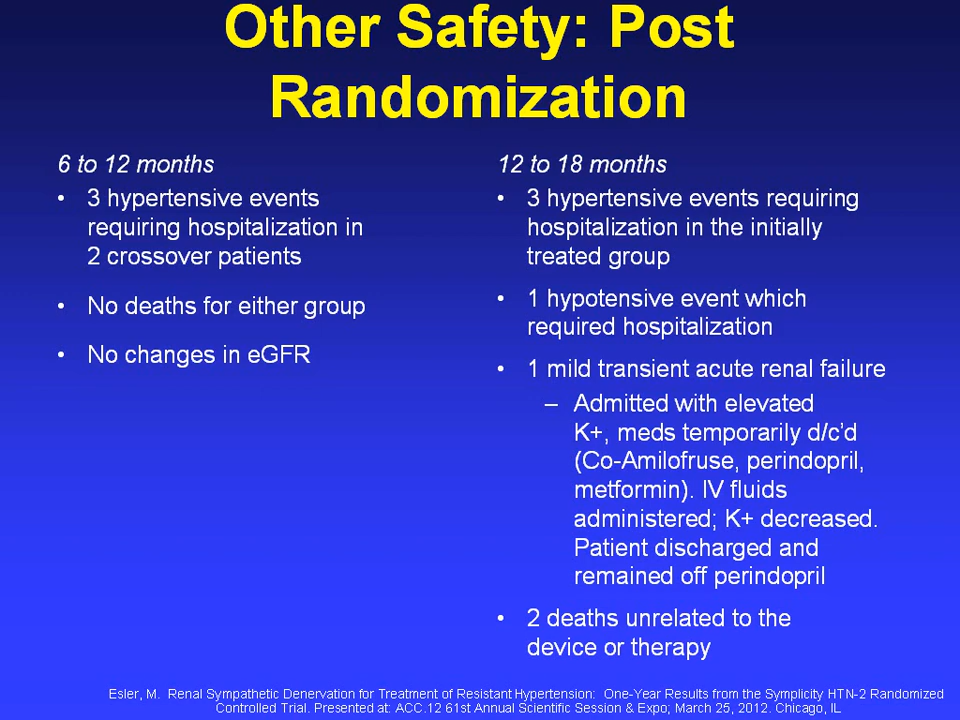 Other Safety: Post
Randomization
6 to 12 months
• 3 hypertensive events
requiring hospitalization in
2 crossover patients
• No deaths for either group
• No changes in eGFR
12 to 18 months
• 3 hypertensive events requiring
hospitalization in the initially
treated group
• 1 hypotensive event which
required hospitalization
• 1 mild transient acute renal failure
– Admitted with elevated
K+, meds temporarily d/c'd
(Co-Amilofruse, perindopril,
metformin). IV fluids
administered; K+ decreased.
Patient discharged and
remained off perindopril
• 2 deaths unrelated to the
device or therapy
Esler, M. Renal Sympathetic Denervation for Treatment of Resistant Hypertension: One-Year Results from the Symplicity HTN-2 Randomized
Controlled Trial. Presented at: ACC.12 61st Annual Scientific Session & Expo; March 25, 2012. Chicago, IL